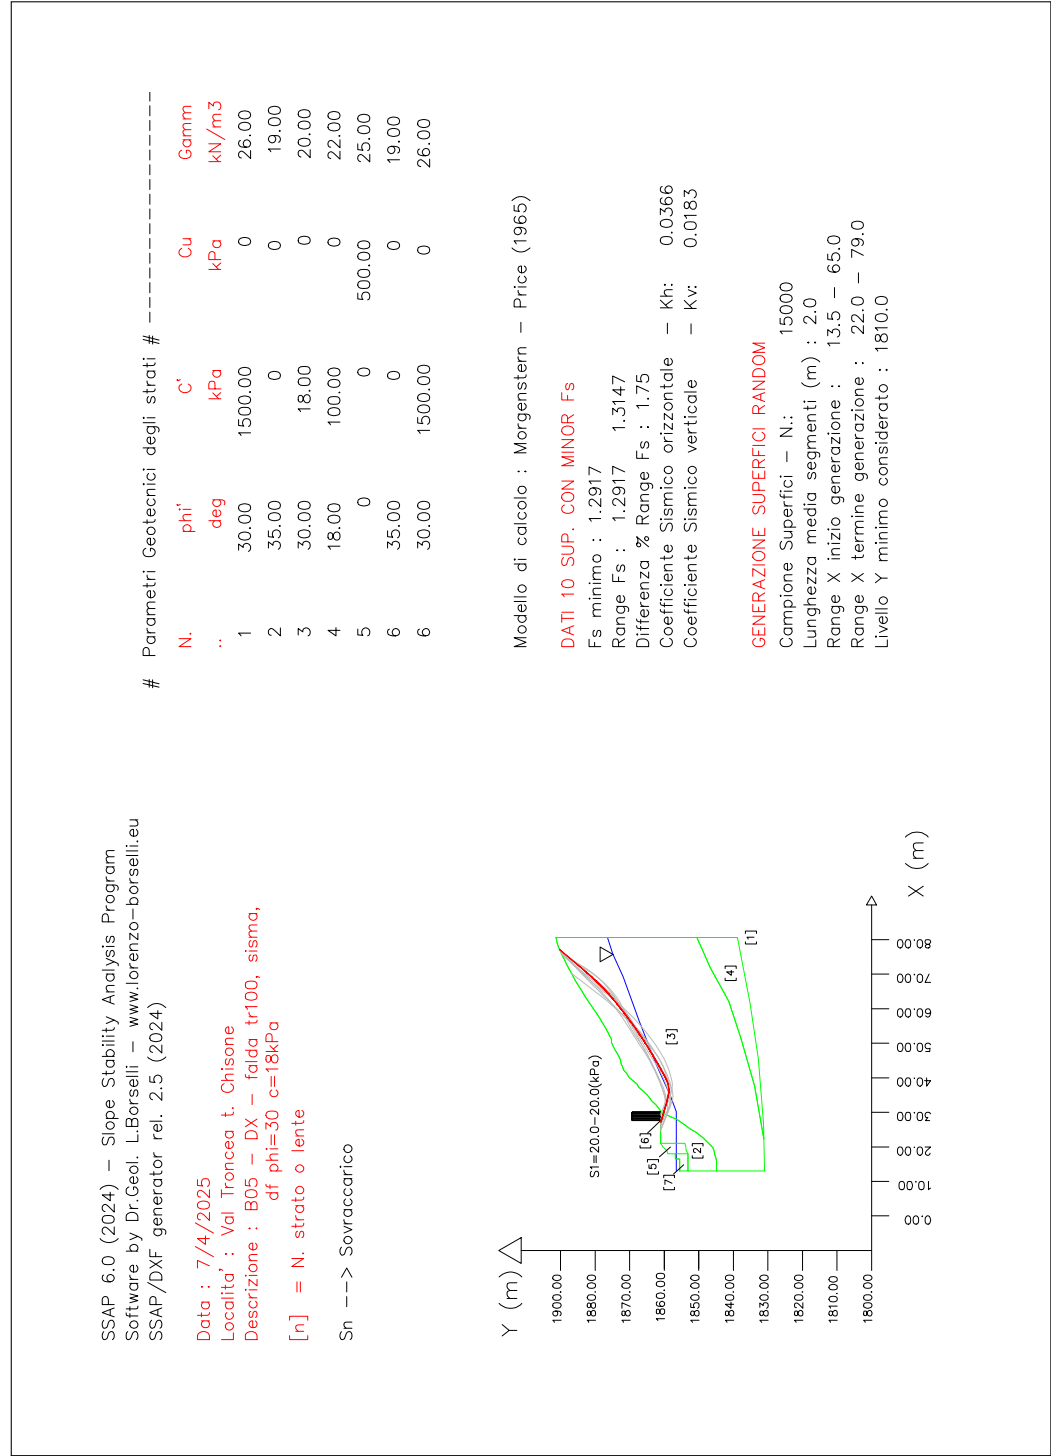 SSAP 6.0 (2024) - Slope Stability Analysis Program
Software by Dr.Geol. L.Borselli - www.lorenzo-borselli.eu
SSAP/DXF generator rel. 2.5 (2024)
Data : 7/4/2025
Localita' : Val Troncea t. Chisone
Descrizione : B05 - DX - falda tr100, sisma,
df phi=30 c=18kPa
[n] = N. strato o lente
Sn --> Sovraccarico
# Parametri Geotecnici degli strati # -----------------------
N. phi' C' Cu Gamm
.. deg kPa kPa kN/m3
1 30.00 1500.00 0 26.00
2 35.00 0 0 19.00
3 30.00 18.00 0 20.00
4 18.00 100.00 0 22.00
5 0 0 500.00 25.00
6 35.00 0 0 19.00
6 30.00 1500.00 0 26.00
Modello di calcolo : Morgenstern - Price (1965)
DATI 10 SUP. CON MINOR Fs
Fs minimo : 1.2917
Range Fs : 1.2917 1.3147
Differenza % Range Fs : 1.75
Coefficiente Sismico orizzontale - Kh: 0.0366
Coefficiente Sismico verticale - Kv: 0.0183
GENERAZIONE SUPERFICI RANDOM
Campione Superfici - N.: 15000
Lunghezza media segmenti (m) : 2.0
Range X inizio generazione : 13.5 - 65.0
Range X termine generazione : 22.0 - 79.0
Livello Y minimo considerato : 1810.0
Y (m)
1900.00
1890.00
1880.00
1870.00
1860.00
1850.00
1840.00
1830.00
1820.00
1810.00
1800.00
S1=20.0-20.0(kPa)
[6]
[5]
[7]
[2]
[3]
[4]
[1]
0.00
10.00
20.00
30.00
40.00
50.00
60.00
70.00
80.00
X (m)